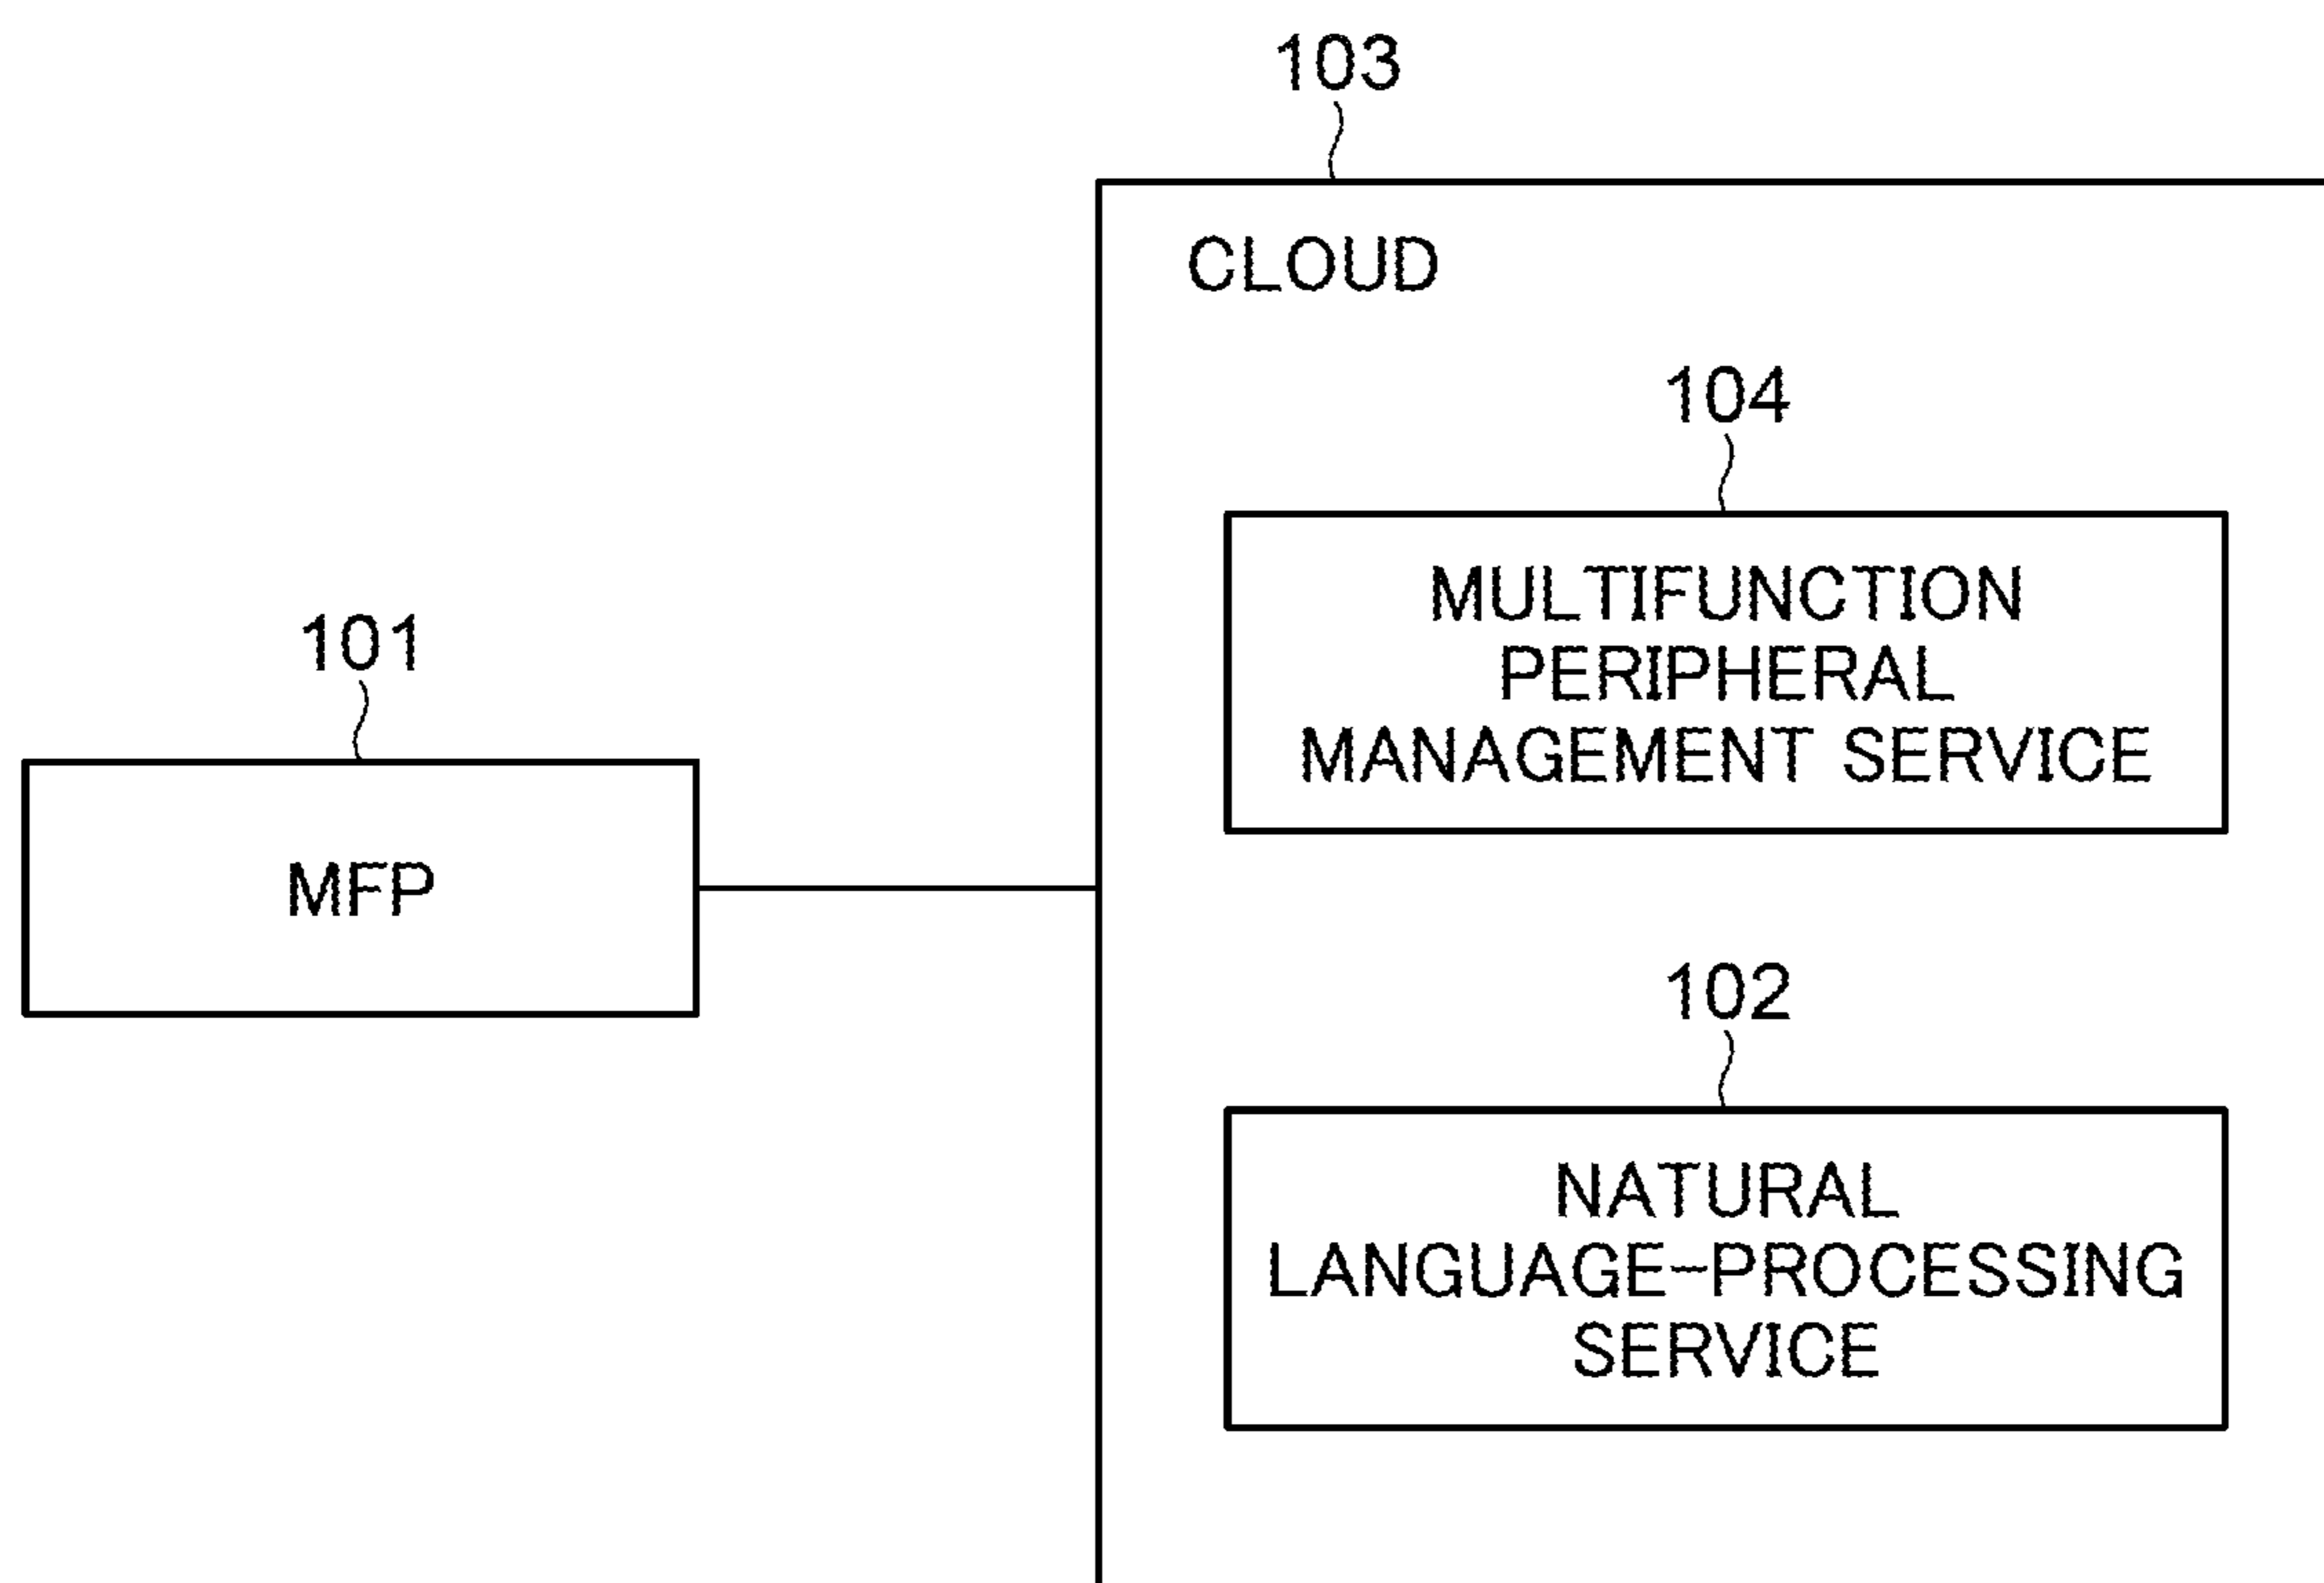 103
CLOUD
104
MULTIFUNCTION
PERIPHERAL
MANAGEMENT SERVICE
101
MFP
102
NATURAL
LANGUAGE-PROCESSING
SERVICE